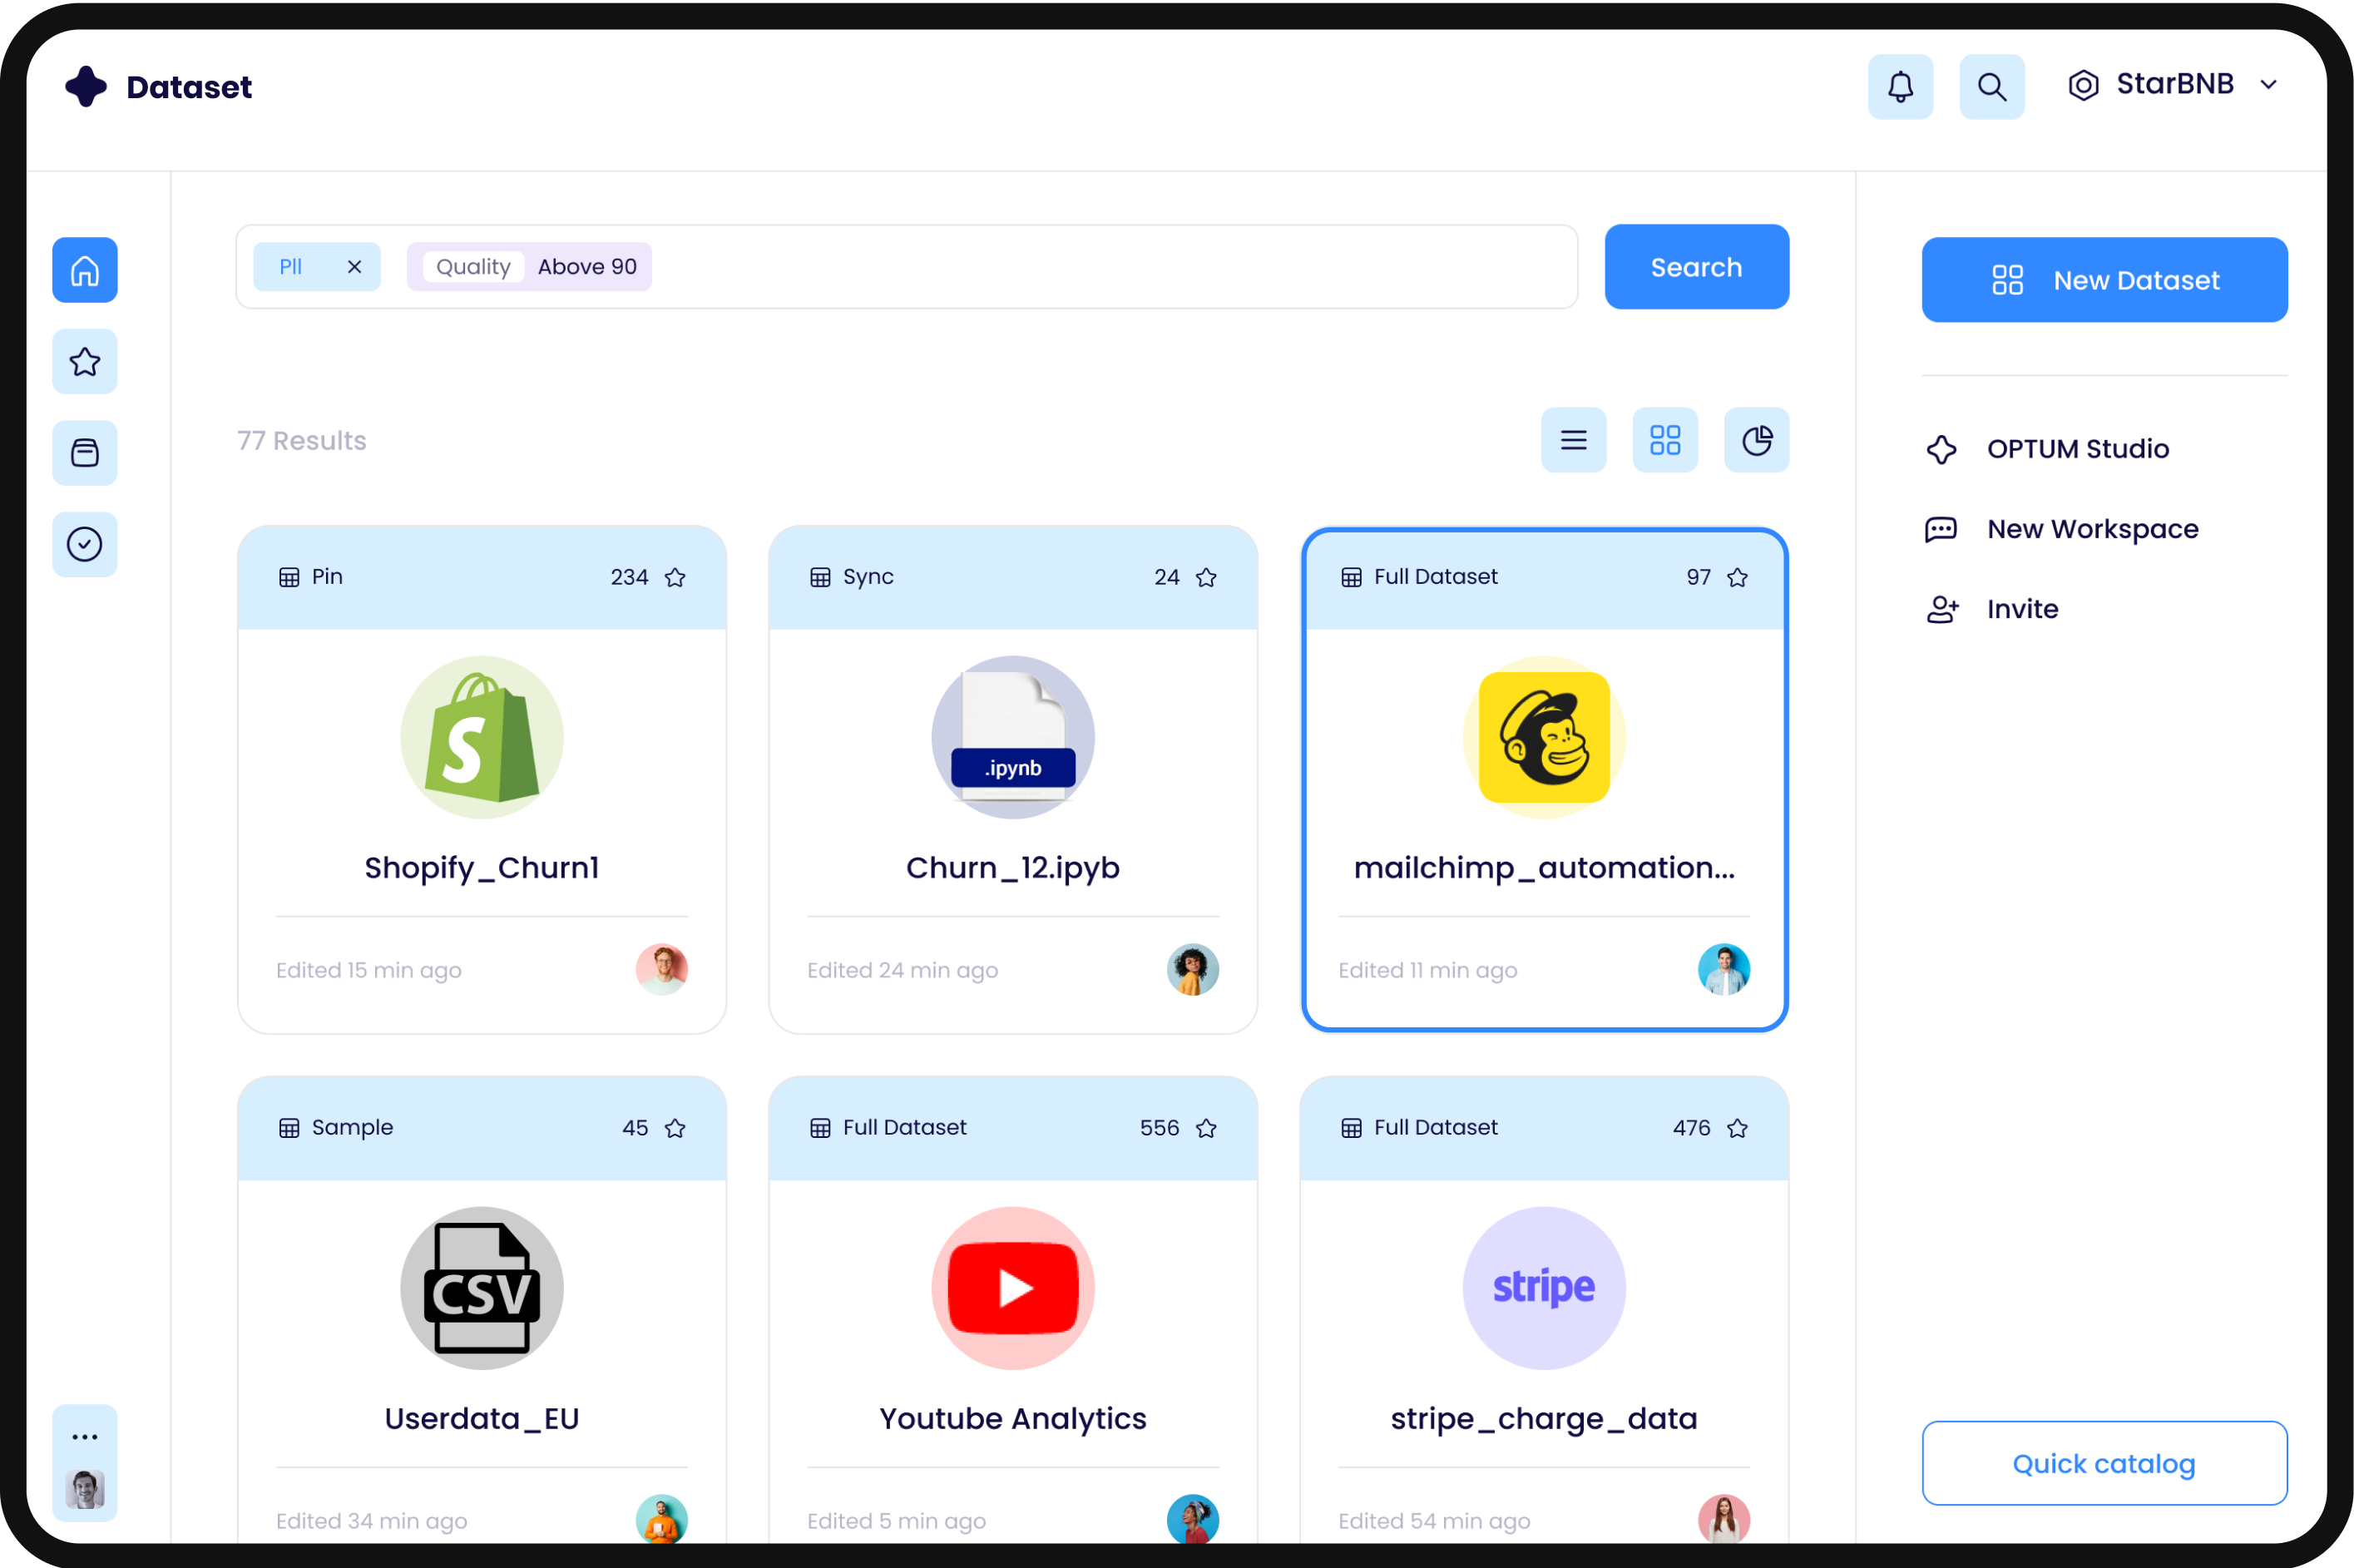 Dataset
StarBNB
Pll
Quality Above 90
Search
New Dataset
77 Results
OPTUM Studio
New Workspace
Invite
Pin 234
Sync 24
Full Dataset 97
.ipynb
Shopify_Churn1
Churn_12.ipyb
mailchimp_automation...
Edited 15 min ago
Edited 24 min ago
Edited 11 min ago
Sample 45
Full Dataset 556
Full Dataset 476
CSV
stripe
Userdata_EU
Youtube Analytics
stripe_charge_data
Edited 34 min ago
Edited 5 min ago
Edited 54 min ago
Quick catalog